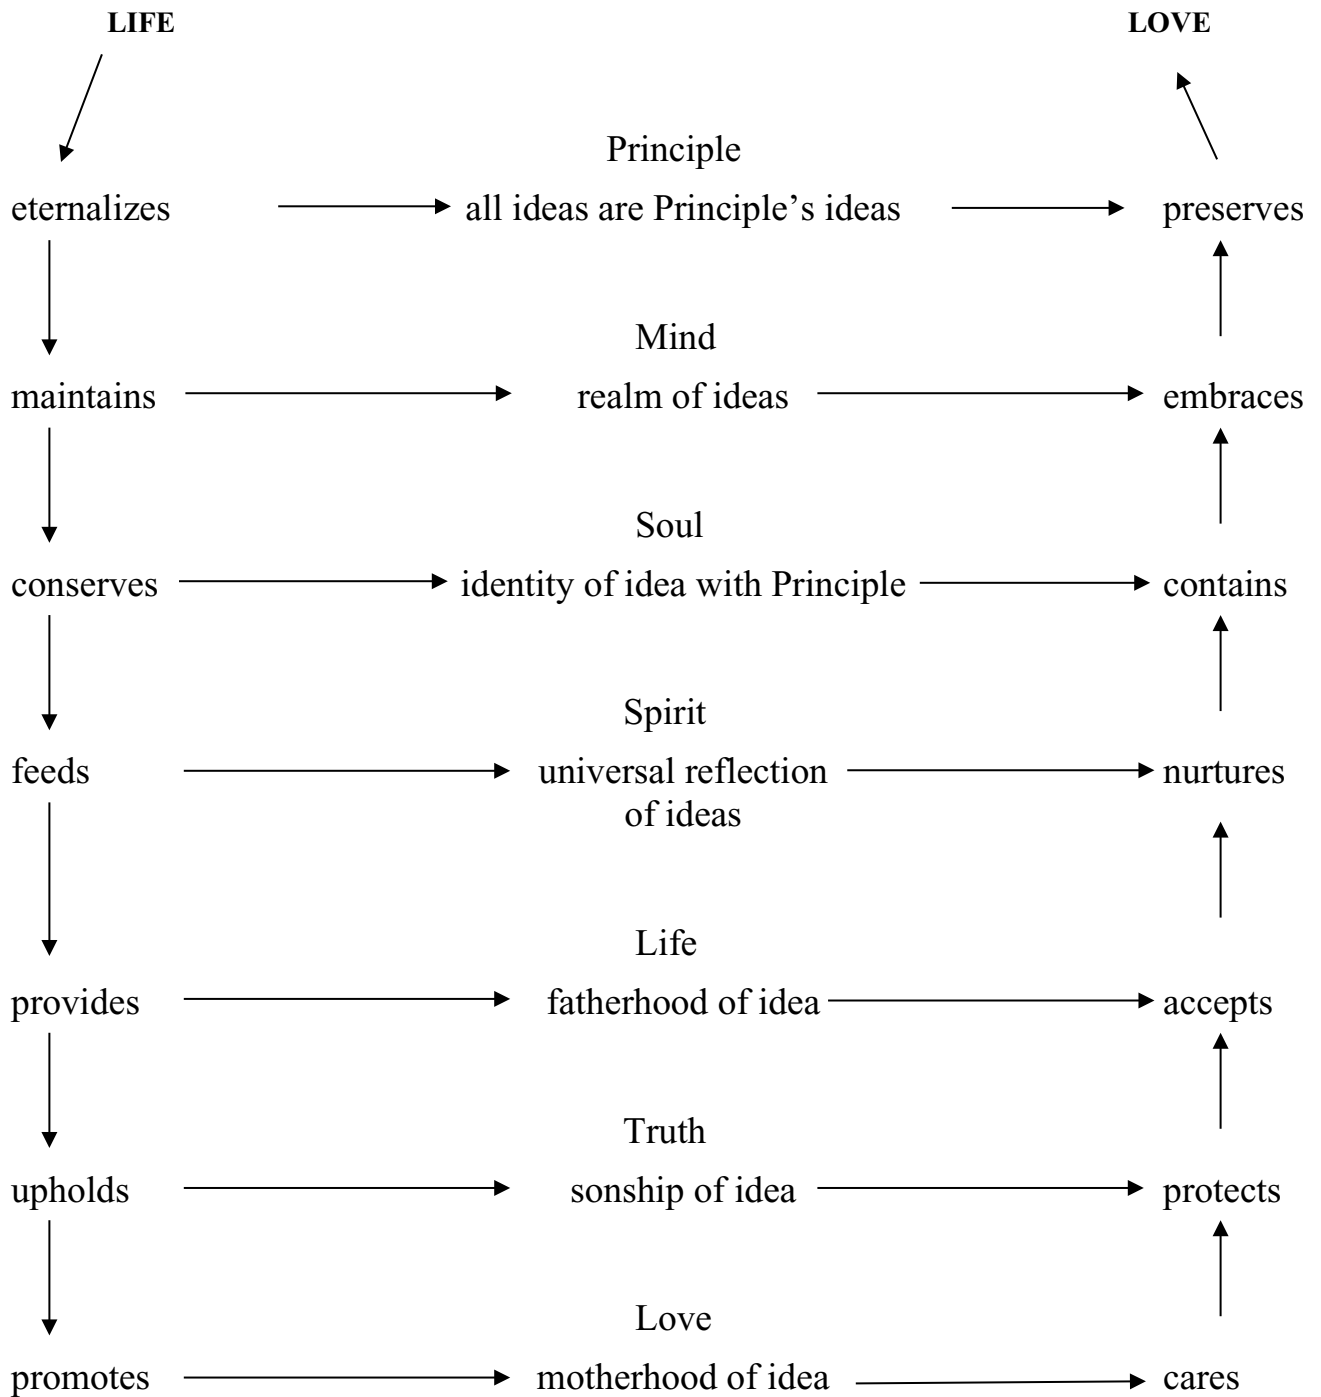 LIFE LOVE
Principle
eternalizes all ideas are Principle’s ideas preserves
Mind
maintains realm of ideas embraces
Soul
conserves identity of idea with Principle contains
Spirit
feeds universal reflection nurtures
of ideas
Life
provides fatherhood of idea accepts
Truth
upholds sonship of idea protects
Love
promotes motherhood of idea cares